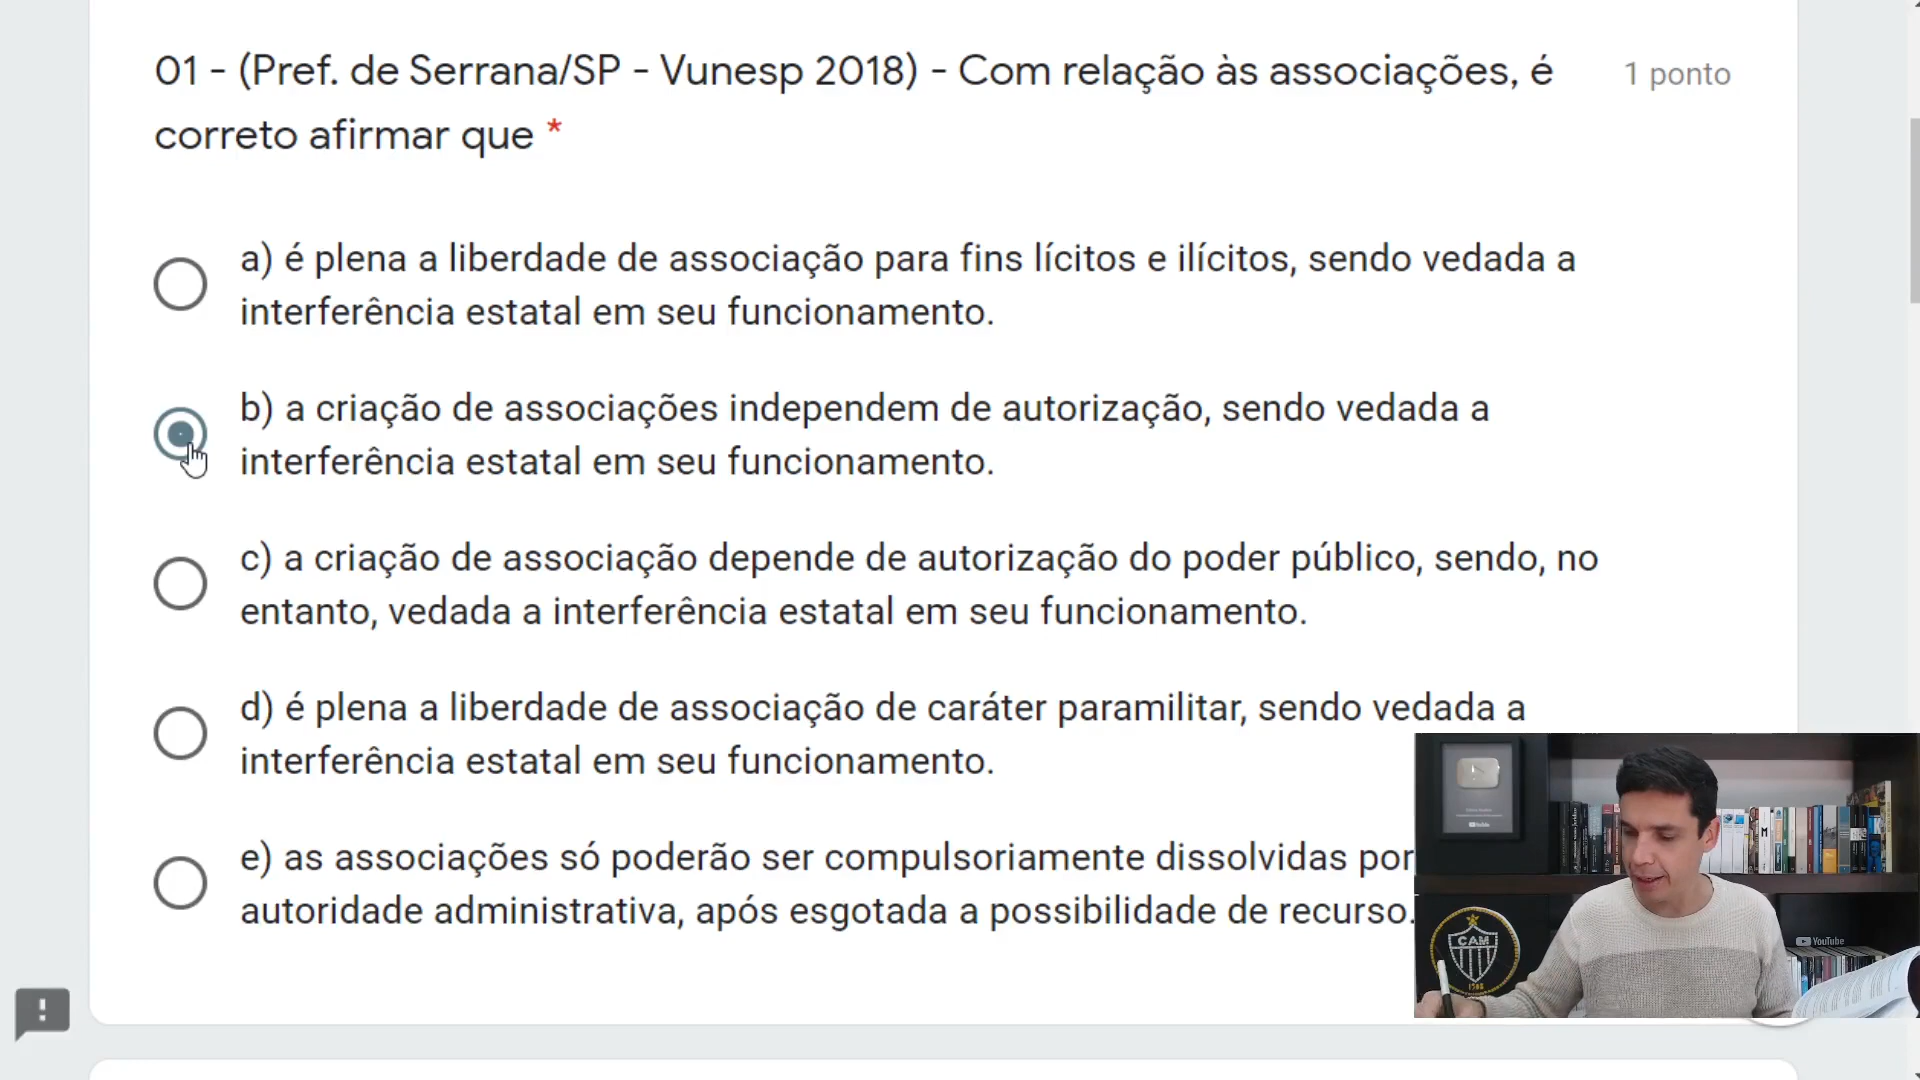 01 - (Pref. de Serrana/SP - Vunesp 2018) - Com relação às associações, é
correto afirmar que *
1 ponto
a) é plena a liberdade de associação para fins lícitos e ilícitos, sendo vedada a
interferência estatal em seu funcionamento.
b) a criação de associações independem de autorização, sendo vedada a
interferência estatal em seu funcionamento.
c) a criação de associação depende de autorização do poder público, sendo, no
entanto, vedada a interferência estatal em seu funcionamento.
d) é plena a liberdade de associação de caráter paramilitar, sendo vedada a
interferência estatal em seu funcionamento.
e) as associações só poderão ser compulsoriamente dissolvidas por
autoridade administrativa, após esgotada a possibilidade de recurso.
CAM
YouTube